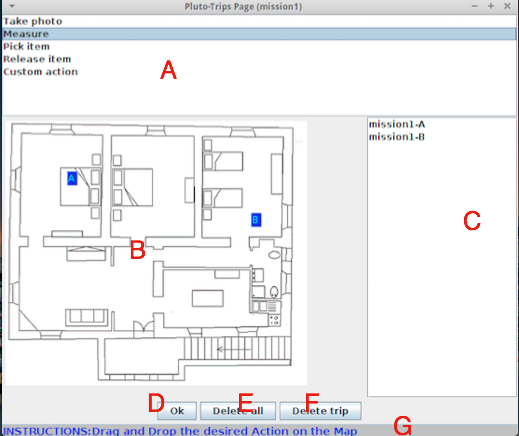 Pluto-Trips Page (mission1)
Take photo
Measure
Pick item
Release item
Custom action
A
mission1-A
mission1-B
A
B
C
B
D Ok E Delete all F Delete trip
G
INSTRUCTIONS:Drag and Drop the desired Action on the Map